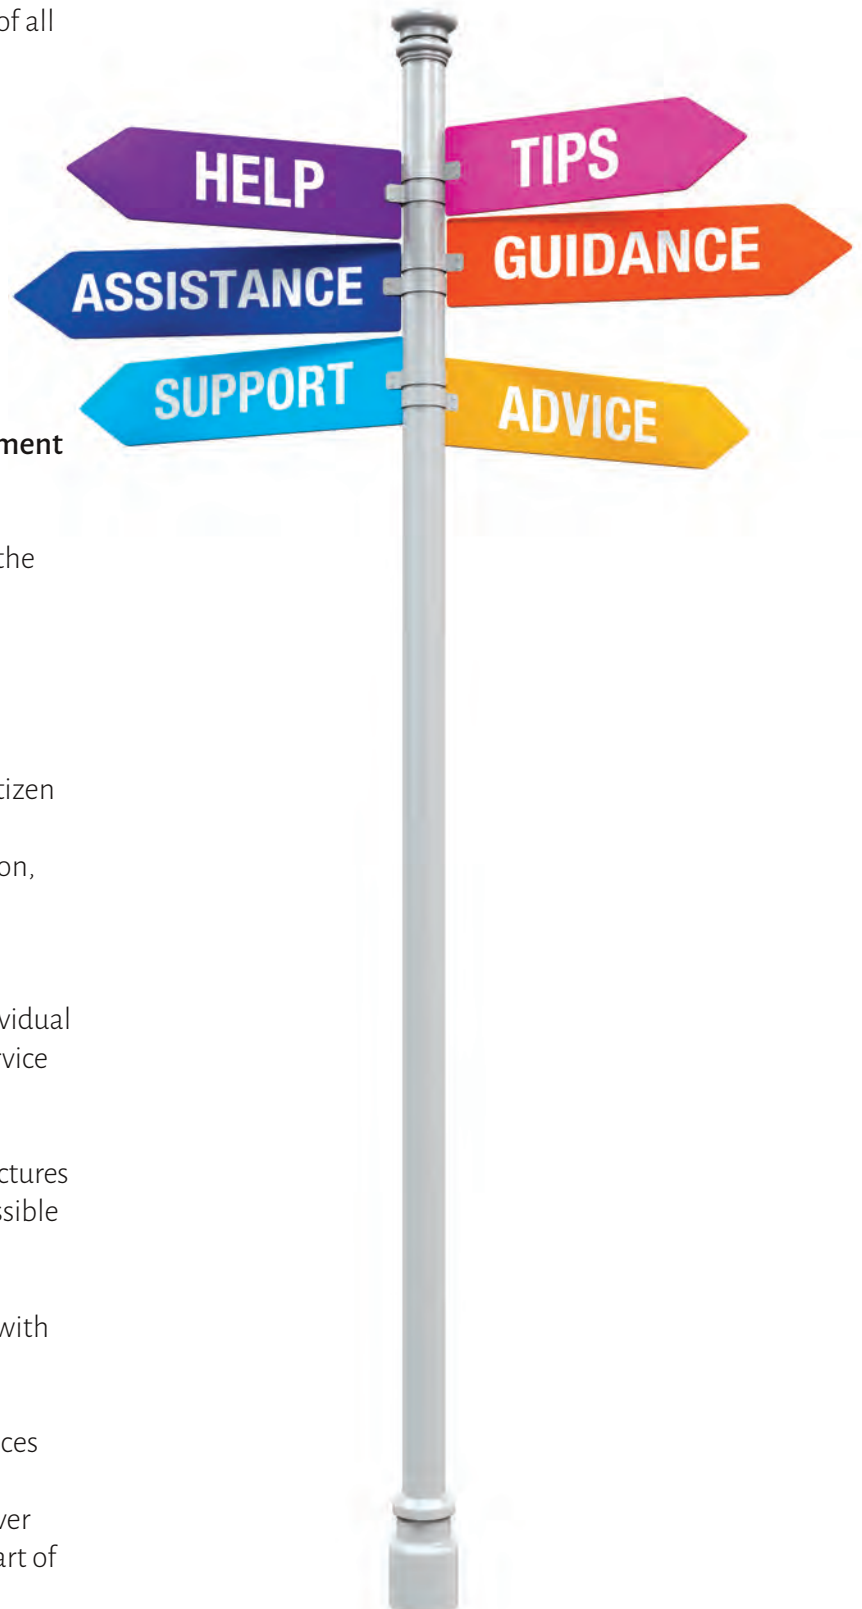 of all
HELP
TIPS
ASSISTANCE
GUIDANCE
SUPPORT
ADVICE
ment
the
tizen
on,
vidual
rvice
ctures
ssible
with
ces
ver
art of